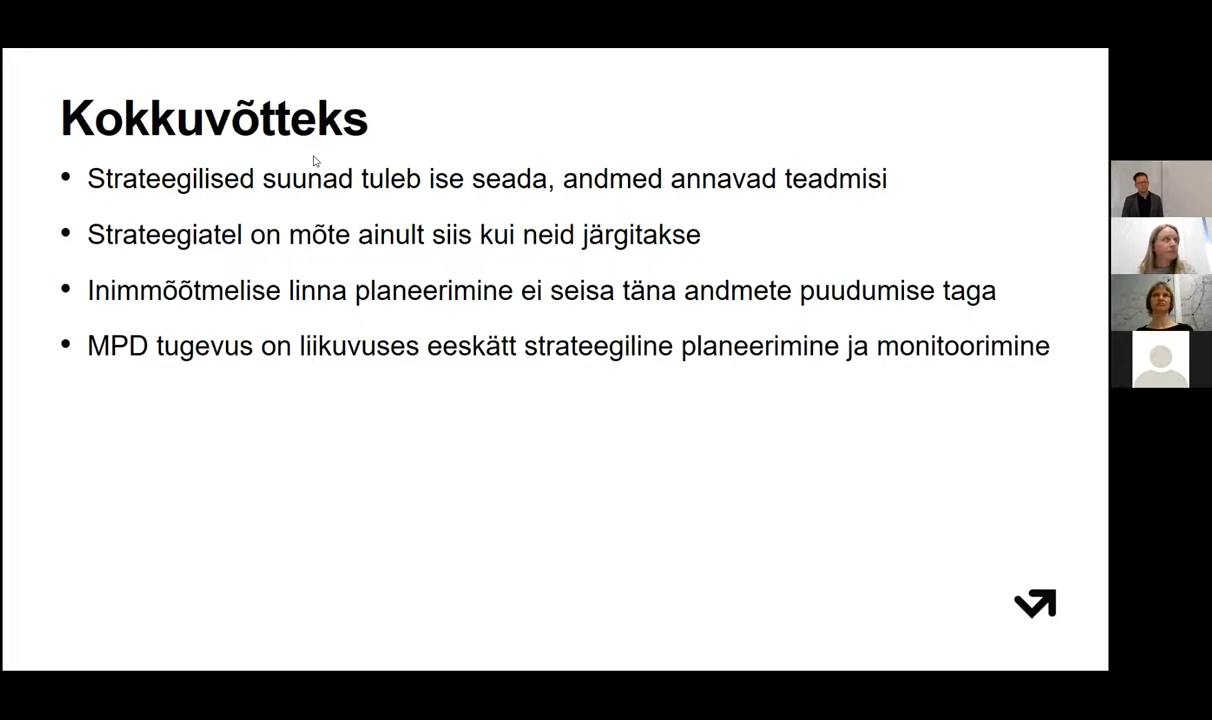 Kokkuvõtteks
• Strateegilised suunad tuleb ise seada, andmed annavad teadmisi
• Strateegiatel on mõte ainult siis kui neid järgitakse
• Inimmõõtmelise linna planeerimine ei seisa täna andmete puudumise taga
• MPD tugevus on liikuvuses eeskätt strateegiline planeerimine ja monitoorimine